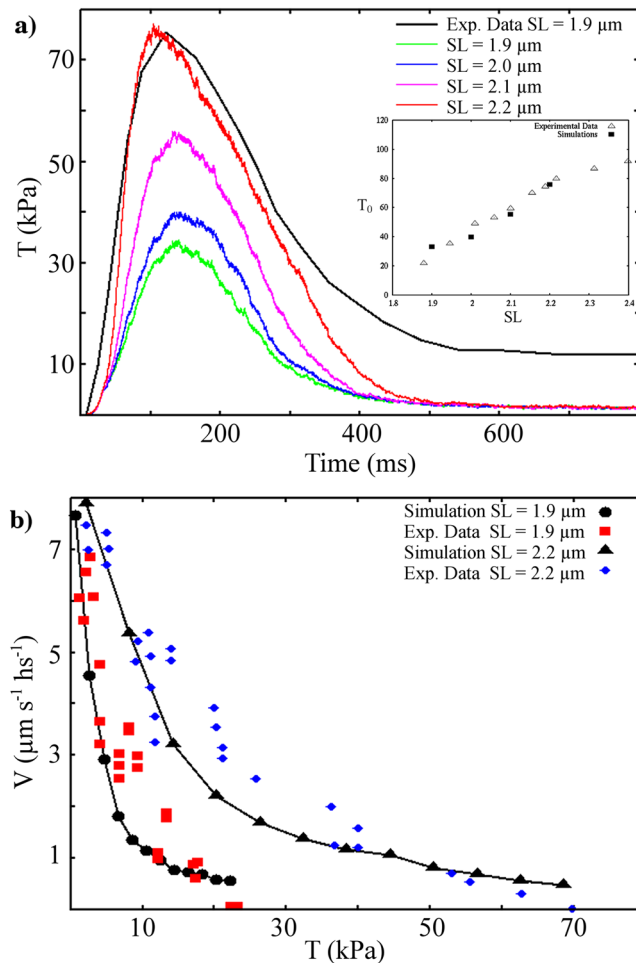 a)
Exp. Data SL = 1.9 µm
SL = 1.9 µm
SL = 2.0 µm
SL = 2.1 µm
SL = 2.2 µm
70
50
30
10
T (kPa)
200
400
600
Time (ms)
Experimental Data
Simulations
120
100
80
60
40
20
0
T0
1.8
1.9
2
2.1
2.2
2.3
2.4
SL
b)
Simulation SL = 1.9 µm
Exp. Data SL = 1.9 µm
Simulation SL = 2.2 µm
Exp. Data SL = 2.2 µm
7
5
3
1
V (µm s-1 hs-1)
10
30
50
70
T (kPa)